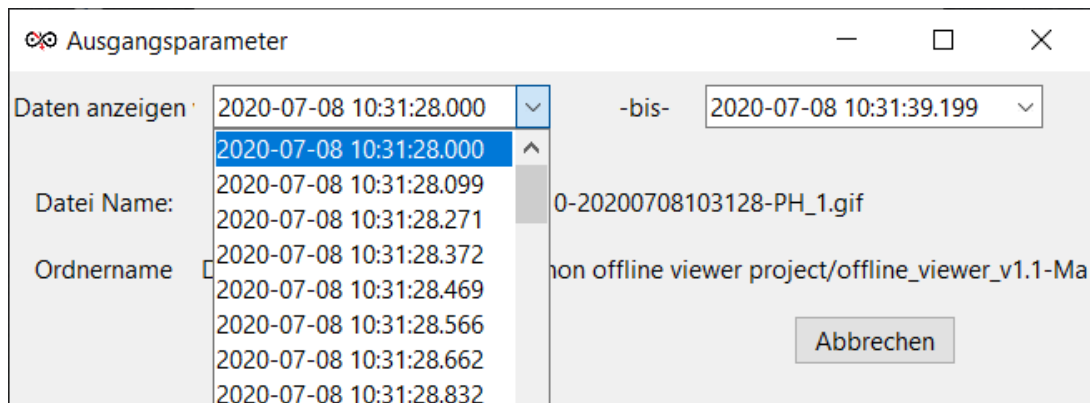 Ausgangsparameter
Daten anzeigen 2020-07-08 10:31:28.000 -bis- 2020-07-08 10:31:39.199
2020-07-08 10:31:28.000
2020-07-08 10:31:28.099
2020-07-08 10:31:28.271
2020-07-08 10:31:28.372
2020-07-08 10:31:28.469
2020-07-08 10:31:28.566
2020-07-08 10:31:28.662
2020-07-08 10:31:28.832
Datei Name: 0-20200708103128-PH_1.gif
Ordnername offline viewer project/offline_viewer_v1.1-Ma
Abbrechen